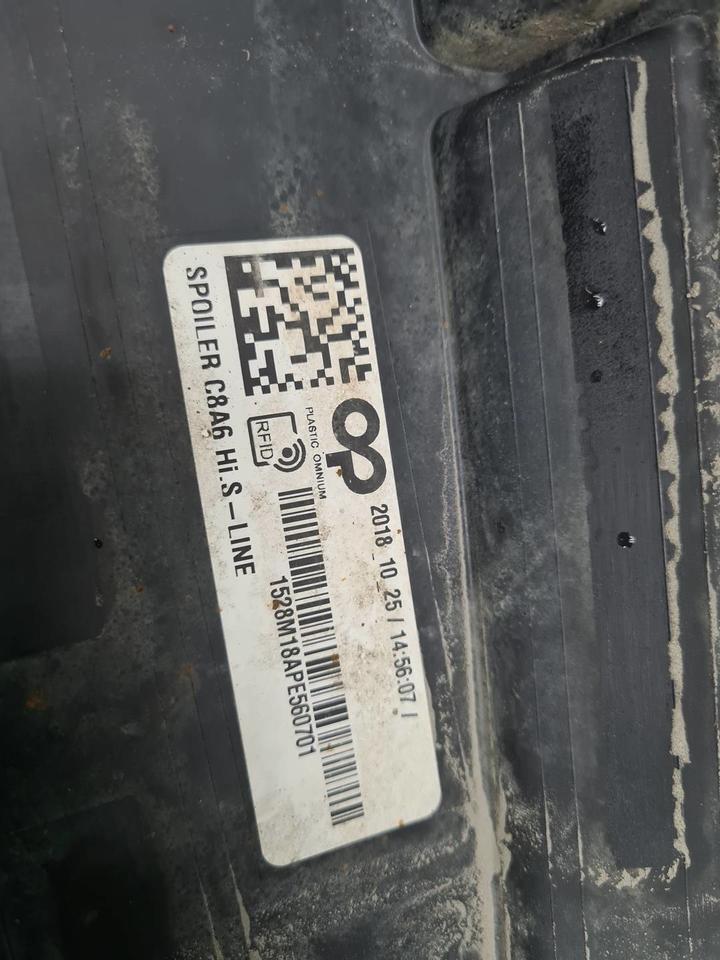 2018_10_25 / 14:56:07 /
PLASTIC OMNIUM
RFID
1528M18APE560701
SPOILER C8A6 Hi.S-LINE